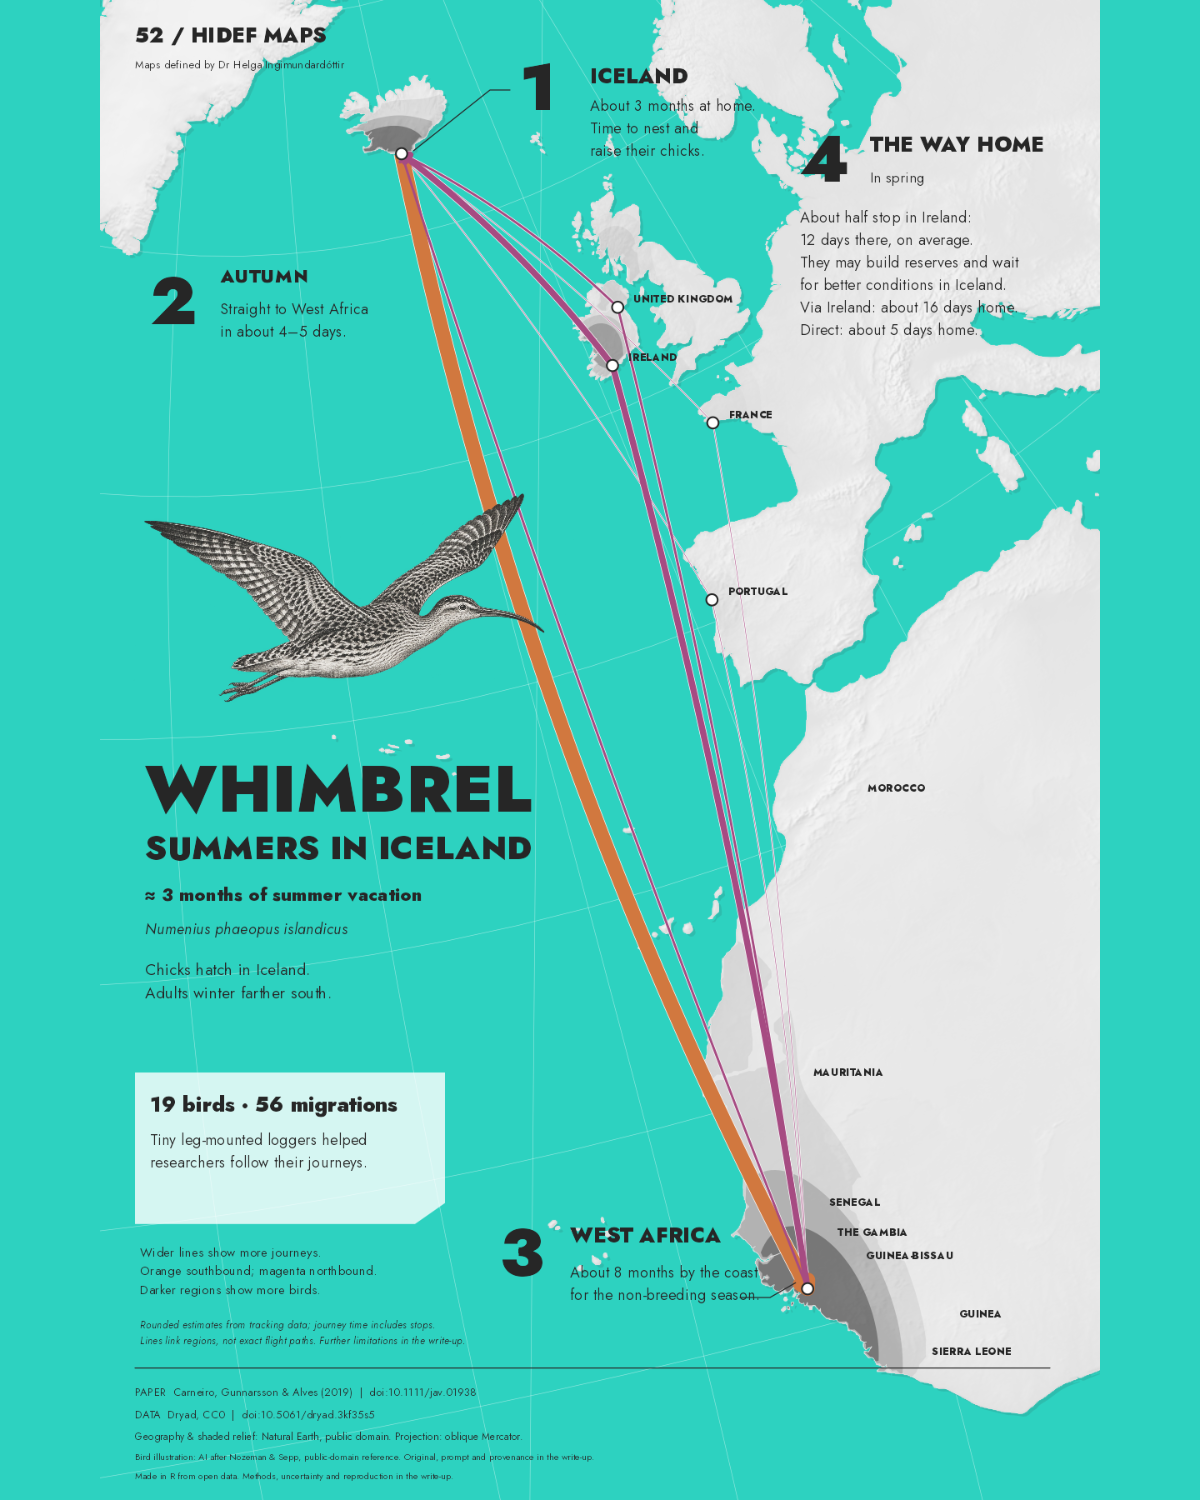 52 / HIDEF MAPS
Maps defined by Dr Helga Ingimundardóttir
1
ICELAND
About 3 months at home.
Time to nest and
raise their chicks.
4
THE WAY HOME
In spring
About half stop in Ireland:
12 days there, on average.
They may build reserves and wait
for better conditions in Iceland.
Via Ireland: about 16 days home.
Direct: about 5 days home.
2
AUTUMN
Straight to West Africa
in about 4–5 days.
UNITED KINGDOM
IRELAND
FRANCE
PORTUGAL
MOROCCO
WHIMBREL
SUMMERS IN ICELAND
≈ 3 months of summer vacation
Numenius phaeopus islandicus
Chicks hatch in Iceland.
Adults winter farther south.
MAURITANIA
19 birds • 56 migrations
Tiny leg-mounted loggers helped
researchers follow their journeys.
SENEGAL
THE GAMBIA
GUINEA-BISSAU
GUINEA
SIERRA LEONE
3
WEST AFRICA
About 8 months by the coast
for the non-breeding season.
Wider lines show more journeys.
Orange southbound; magenta northbound.
Darker regions show more birds.
Rounded estimates from tracking data; journey time includes stops.
Lines link regions, not exact flight paths. Further limitations in the write-up.
PAPER Carneiro, Gunnarsson & Alves (2019) | doi:10.1111/jav.01938
DATA Dryad, CC0 | doi:10.5061/dryad.3kf35s5
Geography & shaded relief: Natural Earth, public domain. Projection: oblique Mercator.
Bird illustration: AI after Nozeman & Sepp, public-domain reference. Original, prompt and provenance in the write-up.
Made in R from open data. Methods, uncertainty and reproduction in the write-up.